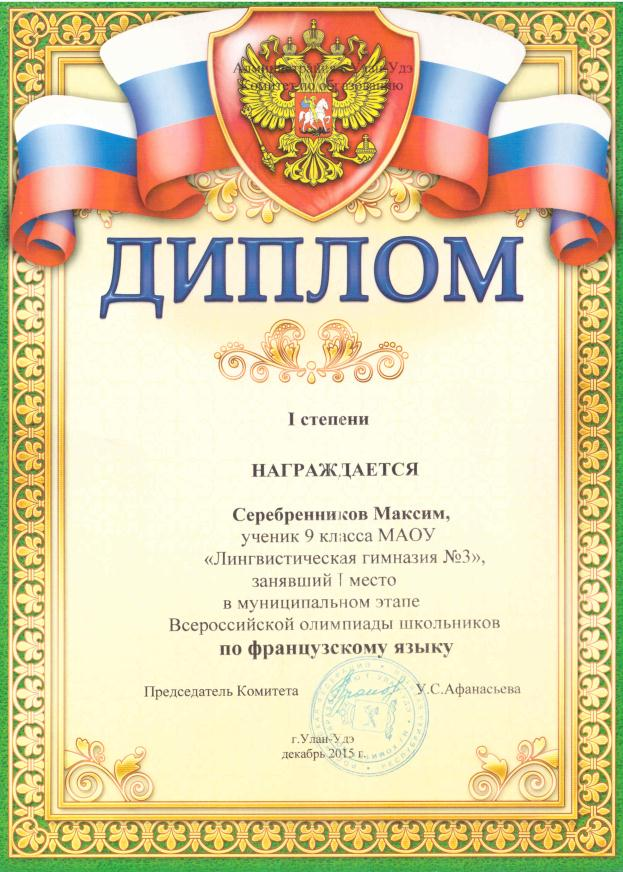 Администрация г.Улан-Удэ
Комитет по образованию
ДИПЛОМ
I степени
НАГРАЖДАЕТСЯ
Серебренников Максим,
ученик 9 класса МАОУ
«Лингвистическая гимназия №3»,
занявший I место
в муниципальном этапе
Всероссийской олимпиады школьников
по французскому языку
Председатель Комитета У.С.Афанасьева
г.Улан-Удэ
декабрь 2015 г.